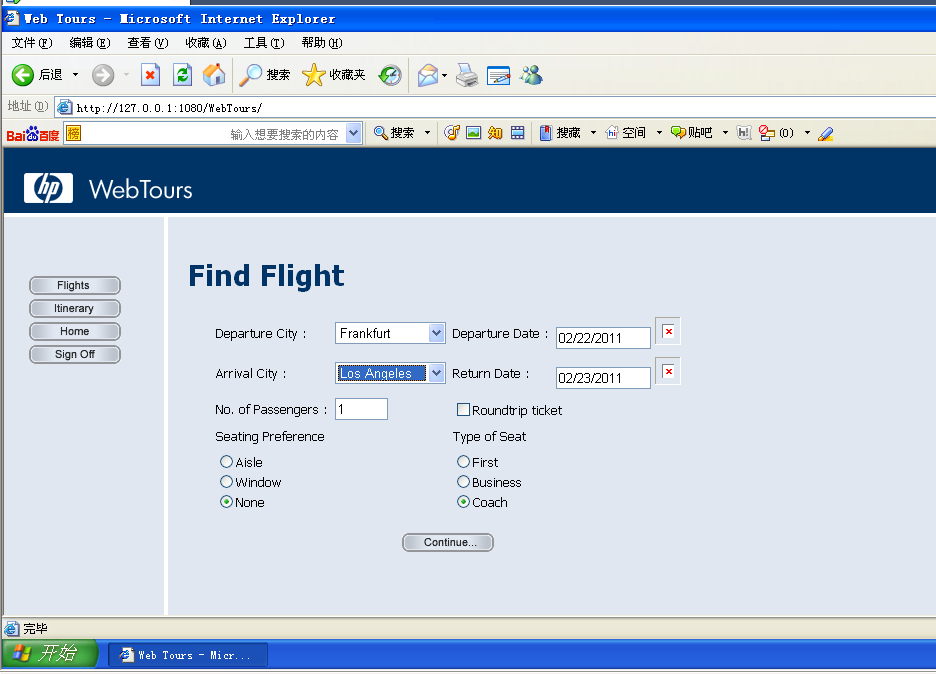 Web Tours - Microsoft Internet Explorer
文件(F) 编辑(E) 查看(V) 收藏(A) 工具(T) 帮助(H)
后退 搜索 收藏夹
地址(D) http://127.0.0.1:1080/WebTours/
Bai百度 榜 输入想要搜索的内容 搜索 知 搜藏 hi 空间 贴吧 hi (0)
hp WebTours
Find Flight
Flights
Itinerary
Home
Sign Off
Departure City : Frankfurt Departure Date : 02/22/2011
Arrival City : Los Angeles Return Date : 02/23/2011
No. of Passengers : 1 Roundtrip ticket
Seating Preference Type of Seat
Aisle First
Window Business
None Coach
Continue...
完毕
开始 Web Tours - Micr...